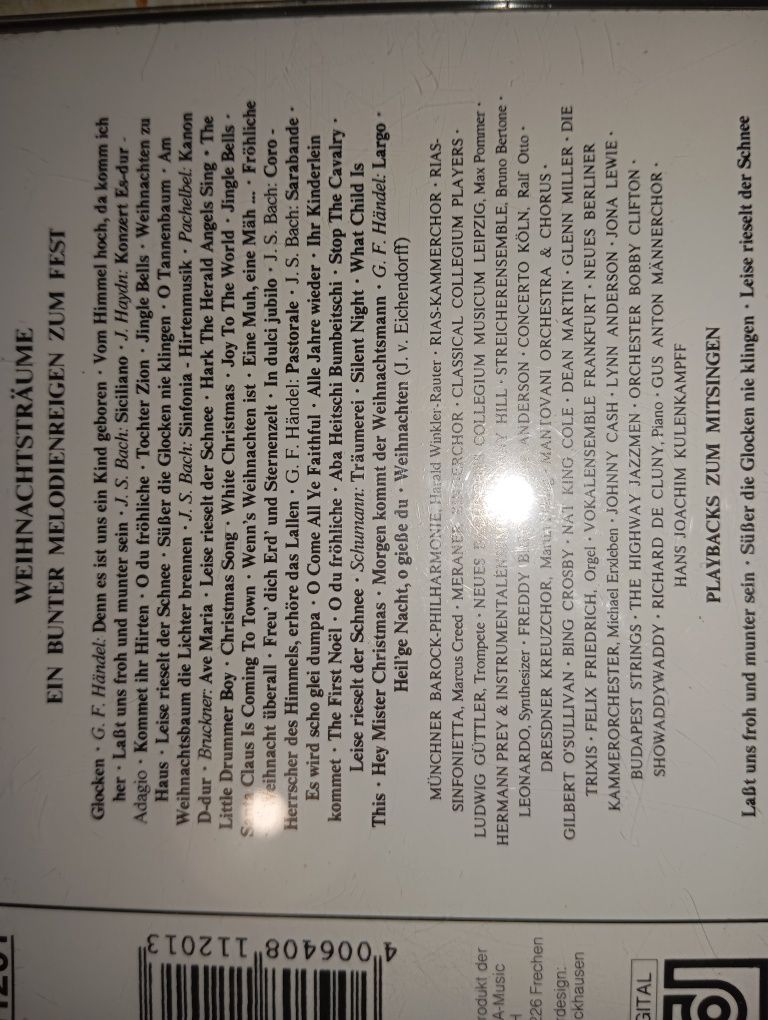 WEIHNACHTSTRÄUME
EIN BUNTER MELODIENREIGEN ZUM FEST
Glocken · G. F. Händel: Denn es ist uns ein Kind geboren · Vom Himmel hoch, da komm ich
her · Laßt uns froh und munter sein · J. S. Bach: Siciliano · J. Haydn: Konzert Es-dur -
Adagio · Kommet ihr Hirten · O du fröhliche · Tochter Zion · Jingle Bells · Weihnachten zu
Haus · Leise rieselt der Schnee · Süßer die Glocken nie klingen · O Tannenbaum · Am
Weihnachtsbaum die Lichter brennen · J. S. Bach: Sinfonia - Hirtenmusik · Pachelbel: Kanon
D-dur · Bruckner: Ave Maria · Leise rieselt der Schnee · Hark The Herald Angels Sing · The
Little Drummer Boy · Christmas Song · White Christmas · Joy To The World · Jingle Bells ·
Santa Claus Is Coming To Town · Wenn's Weihnachten ist · Eine Muh, eine Mäh ... · Fröhliche
Weihnacht überall · Freu' dich Erd' und Sternenzelt · In dulci jubilo · J. S. Bach: Coro -
Herrscher des Himmels, erhöre das Lallen · G. F. Händel: Pastorale · J. S. Bach: Sarabande ·
Es wird scho glei dumpa · O Come All Ye Faithful · Alle Jahre wieder · Ihr Kinderlein
kommet · The First Noël · O du fröhliche · Aba Heitschi Bumbeitschi · Stop The Cavalry ·
Leise rieselt der Schnee · Schumann: Träumerei · Silent Night · What Child Is
This · Hey Mister Christmas · Morgen kommt der Weihnachtsmann · G. F. Händel: Largo ·
Heil'ge Nacht, o gieße du · Weihnachten (J. v. Eichendorff)
MÜNCHNER BAROCK-PHILHARMONIE, Harald Winkler-Rauter · RIAS-KAMMERCHOR · RIAS-
SINFONIETTA, Marcus Creed · MERANER KAMMERCHOR · CLASSICAL COLLEGIUM PLAYERS ·
LUDWIG GÜTTLER, Trompete · NEUES COLLEGIUM MUSICUM LEIPZIG, Max Pommer ·
HERMANN PREY & INSTRUMENTALEN HILL · STREICHERENSEMBLE, Bruno Bertone ·
LEONARDO, Synthesizer · FREDDY ANDERSON · CONCERTO KÖLN, Ralf Otto ·
DRESDNER KREUZCHOR, MANTOVANI ORCHESTRA & CHORUS ·
GILBERT O'SULLIVAN · BING CROSBY · NAT KING COLE · DEAN MARTIN · GLENN MILLER · DIE
TRIXIS · FELIX FRIEDRICH, Orgel · VOKALENSEMBLE FRANKFURT · NEUES BERLINER
KAMMERORCHESTER, Michael Erxleben · JOHNNY CASH · LYNN ANDERSON · JONA LEWIE ·
BUDAPEST STRINGS · THE HIGHWAY JAZZMEN · ORCHESTER BOBBY CLIFTON ·
SHOWADDYWADDY · RICHARD DE CLUNY, Piano · GUS ANTON MÄNNERCHOR ·
HANS JOACHIM KULENKAMPFF
PLAYBACKS ZUM MITSINGEN
Laßt uns froh und munter sein · Süßer die Glocken nie klingen · Leise rieselt der Schnee
4 006408 112013
rodukt der
A-Music
226 Frechen
rdesign:
ckhausen
GITAL